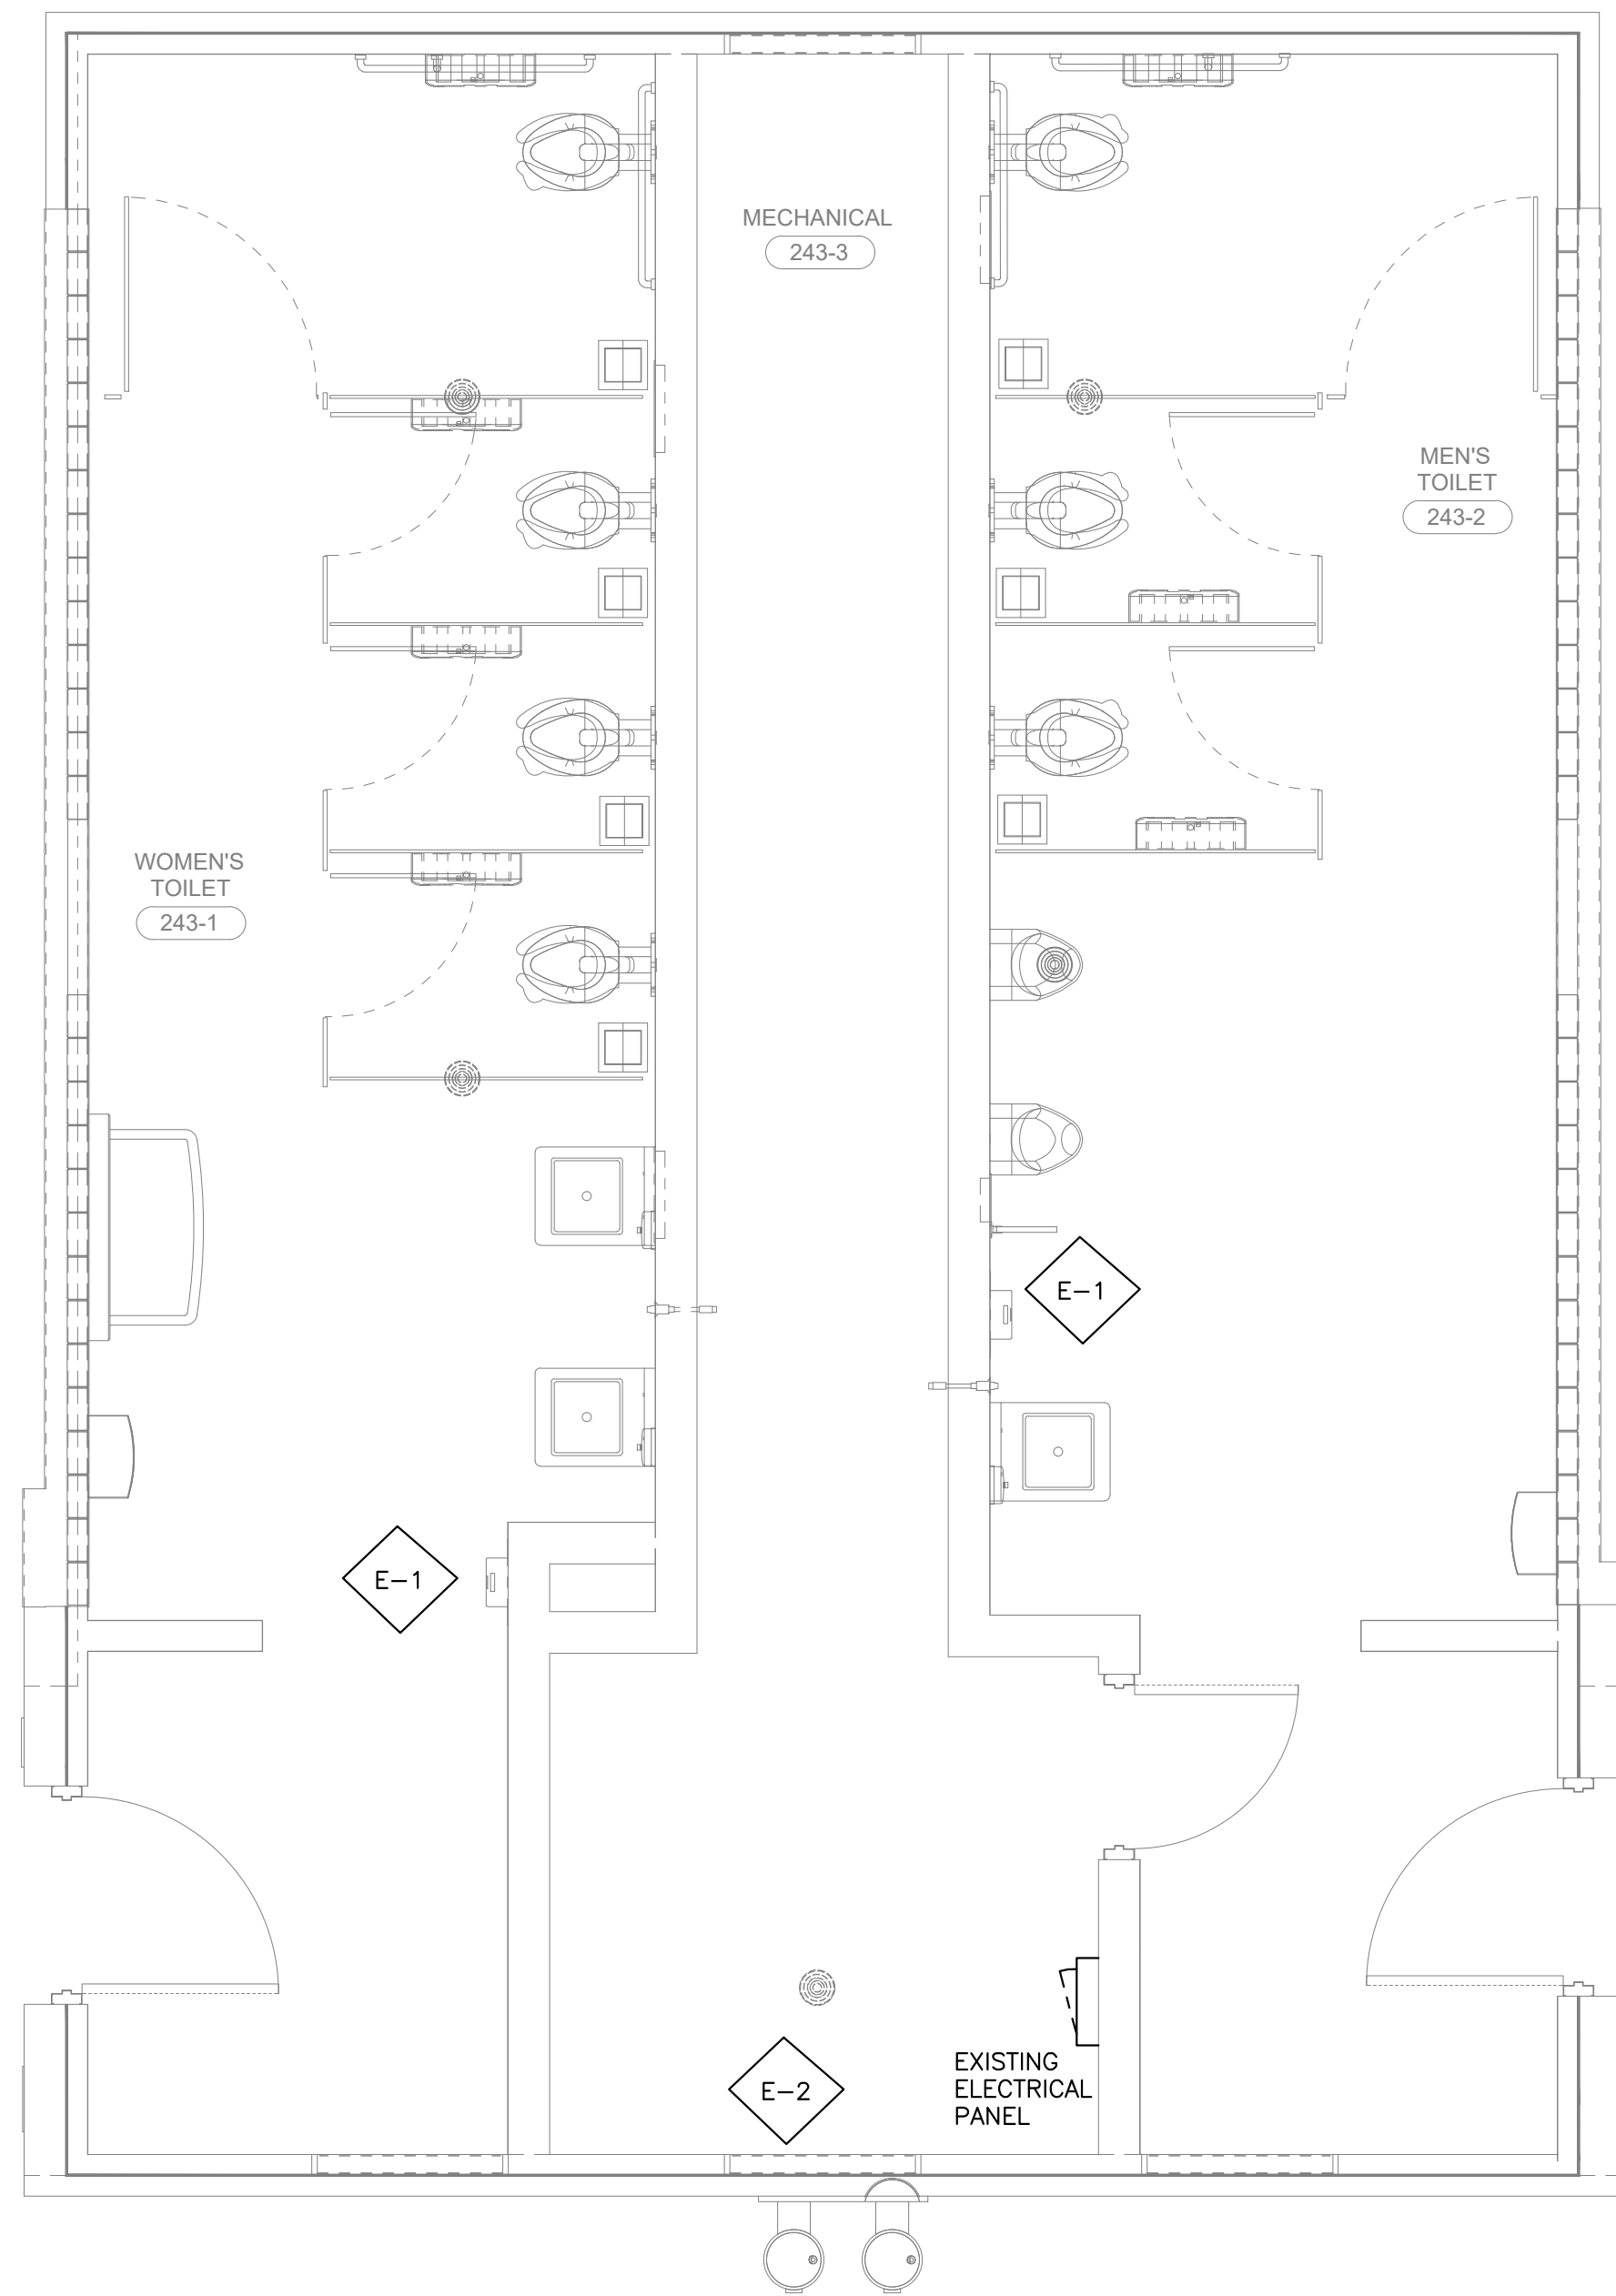 MECHANICAL
243-3
MEN'S
TOILET
243-2
WOMEN'S
TOILET
243-1
E-1
E-1
E-2
EXISTING
ELECTRICAL
PANEL